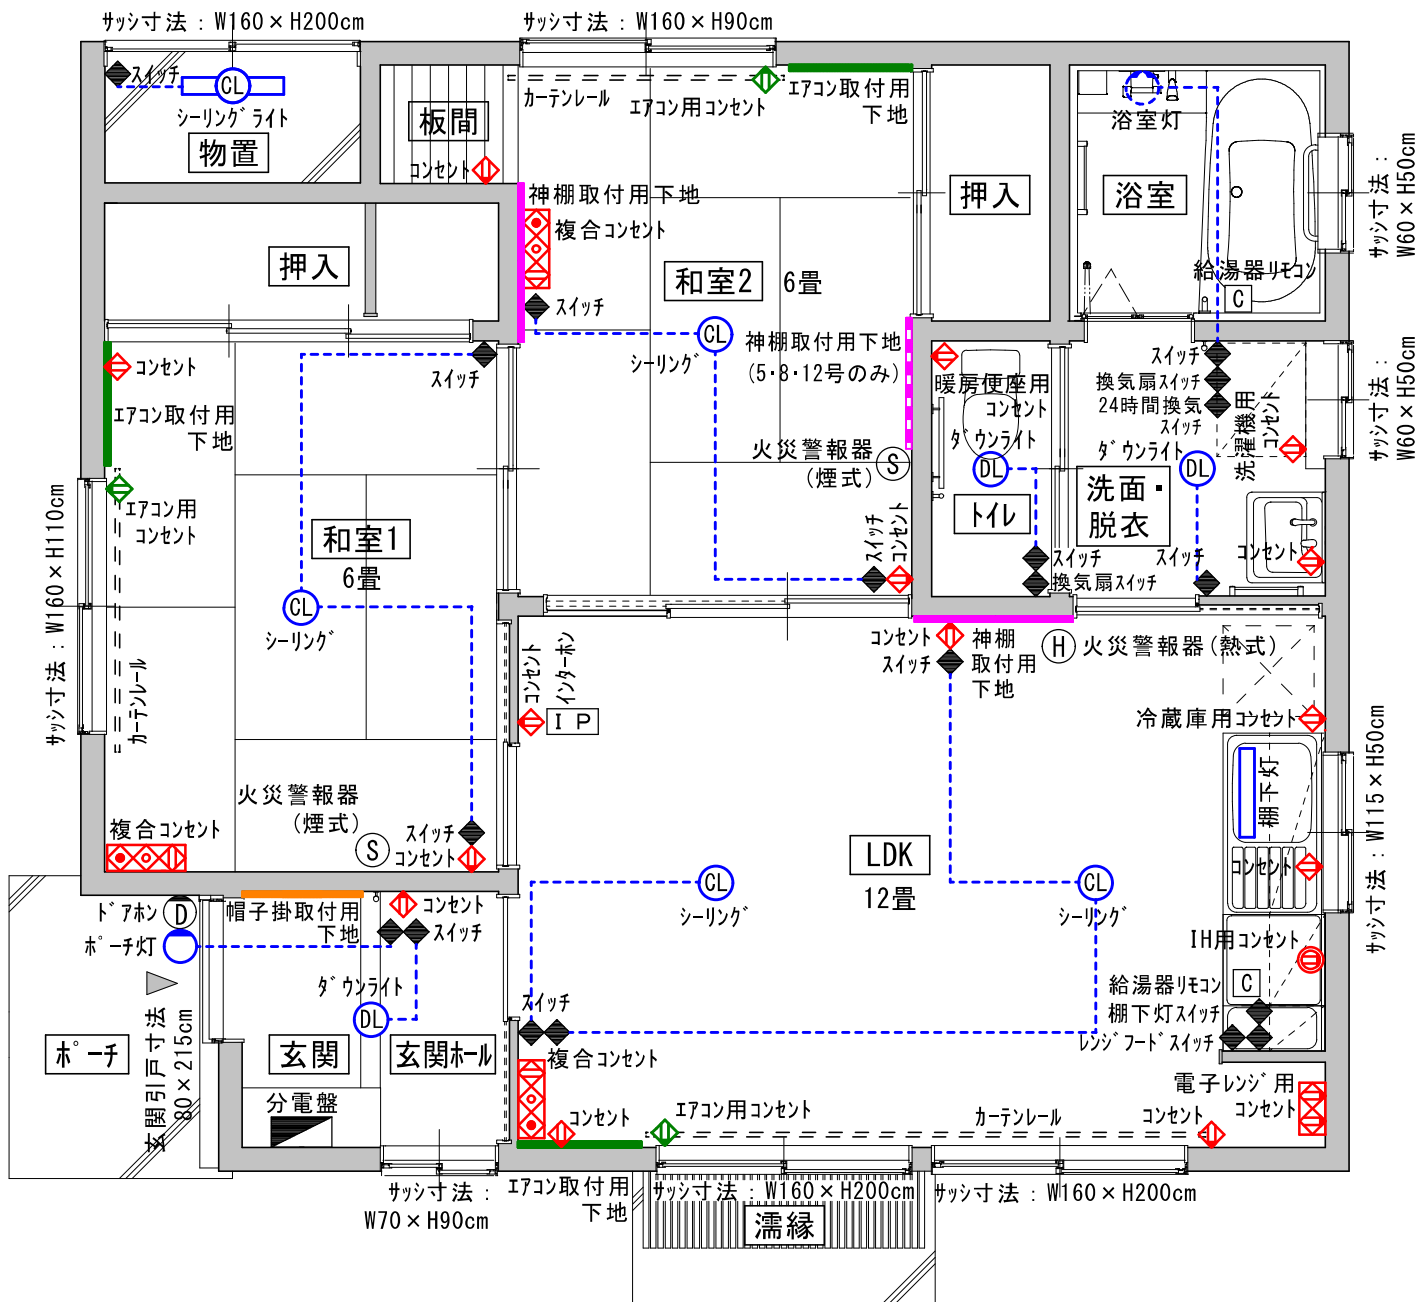 サッシ寸法：W160×H200cm
サッシ寸法：W160×H90cm
スイッチ
CL
シーリングライト
物置
板間
コンセント
カーテンレール
エアコン用コンセント
エアコン取付用
下地
押入
浴室灯
浴室
サッシ寸法：
W60×H50cm
給湯器リモコン
C
神棚取付用下地
複合コンセント
和室2
6畳
スイッチ
CL
シーリング
神棚取付用下地
(5・8・12号のみ)
火災警報器
(煙式)
S
スイッチ
コンセント
押入
コンセント
スイッチ
エアコン取付用
下地
エアコン用
コンセント
サッシ寸法：W160×H110cm
和室1
6畳
CL
シーリング
カーテンレール
火災警報器
(煙式)
S
スイッチ
コンセント
複合コンセント
暖房便座用
コンセント
ダウンライト
DL
トイレ
スイッチ
換気扇スイッチ
スイッチ
換気扇スイッチ
24時間換気
スイッチ
洗濯機用
コンセント
サッシ寸法：
W60×H50cm
ダウンライト
DL
洗面・
脱衣
スイッチ
コンセント
コンセント
スイッチ
神棚
取付用
下地
H
火災警報器(熱式)
コンセント
インターホン
IP
冷蔵庫用コンセント
棚下灯
コンセント
サッシ寸法：W115×H50cm
LDK
12畳
CL
シーリング
CL
シーリング
IH用コンセント
給湯器リモコン
C
棚下灯スイッチ
レンジフードスイッチ
電子レンジ用
コンセント
スイッチ
複合コンセント
コンセント
エアコン用コンセント
カーテンレール
コンセント
ドアホン
D
ポーチ灯
帽子掛取付用
下地
コンセント
スイッチ
ダウンライト
DL
玄関引戸寸法
80×215cm
ポーチ
玄関
玄関ホール
分電盤
サッシ寸法：
W70×H90cm
エアコン取付用
下地
サッシ寸法：W160×H200cm
サッシ寸法：W160×H200cm
濡縁